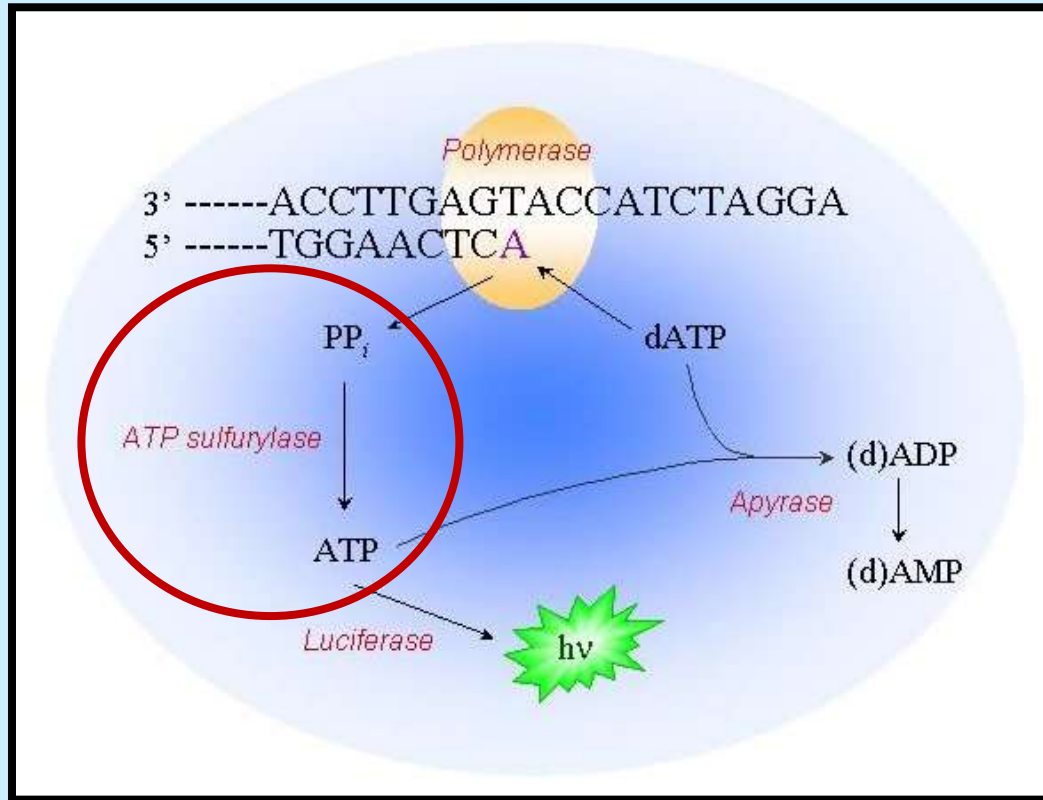 Polymerase
3’ ------ACCTTGAGTACCATCTAGGA
5’ ------TGGAACTCA
PPi
dATP
ATP sulfurylase
(d)ADP
Apyrase
ATP
(d)AMP
Luciferase
hν